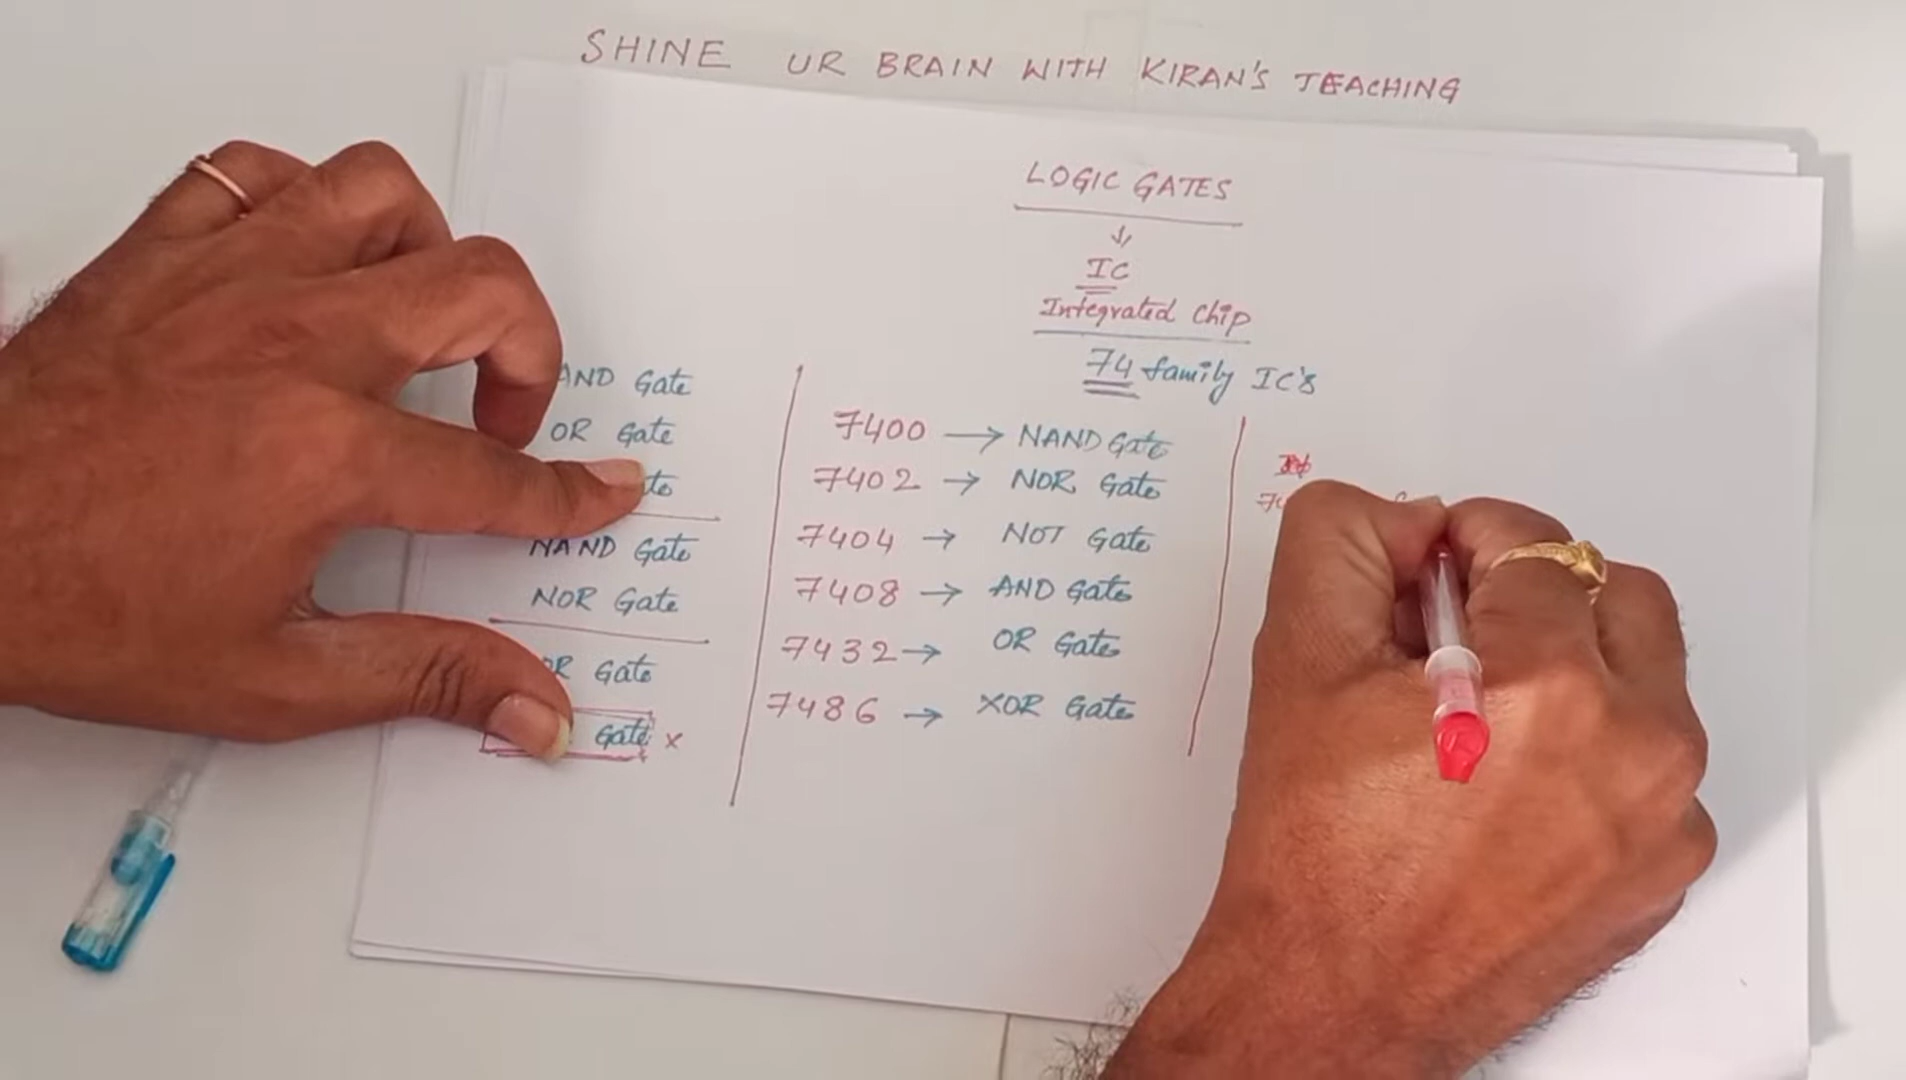 SHINE UR BRAIN WITH KIRAN'S TEACHING
LOGIC GATES
IC
Integrated Chip
74 family IC's
AND Gate
OR Gate
NAND Gate
NOR Gate
Gate
Gate x
7400 → NAND Gate
7402 → NOR Gate
7404 → NOT Gate
7408 → AND Gate
7432 → OR Gate
7486 → XOR Gate